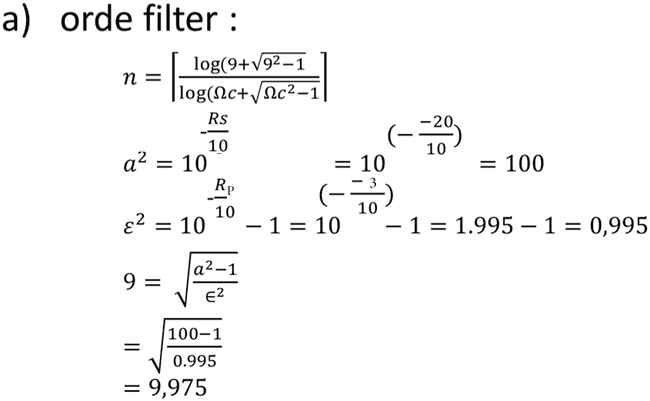 a) orde filter :
n = ⌈log(9+√9²−1 / log(Ωc+√Ωc²−1⌉
a² = 10^(-Rs/10) = 10^(−(−20/10)) = 100
ε² = 10^(-Rp/10) − 1 = 10^(−(−3/10)) − 1 = 1.995 − 1 = 0,995
9 = √(a²−1 / ∈²)
= √(100−1 / 0.995)
= 9,975